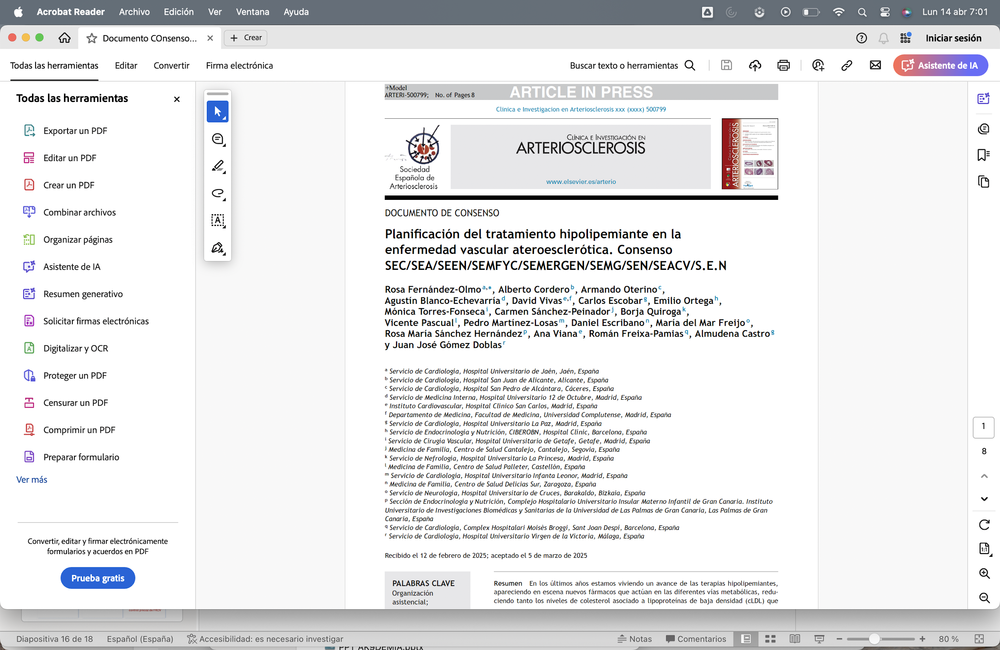 Acrobat Reader Archivo Edición Ver Ventana Ayuda Lun 14 abr 7:01
Documento COnsenso... Crear Iniciar sesión
Todas las herramientas Editar Convertir Firma electrónica Buscar texto o herramientas Asistente de IA
Todas las herramientas
Exportar un PDF
Editar un PDF
Crear un PDF
Combinar archivos
Organizar páginas
Asistente de IA
Resumen generativo
Solicitar firmas electrónicas
Digitalizar y OCR
Proteger un PDF
Censurar un PDF
Comprimir un PDF
Preparar formulario
Ver más
Convertir, editar y firmar electrónicamente
formularios y acuerdos en PDF
Prueba gratis
+Model
ARTERI-500799; No. of Pages 8
ARTICLE IN PRESS
Clinica e Investigacion en Arteriosclerosis xxx (xxxx) 500799
Sociedad
Española de
Arteriosclerosis
CLÍNICA E INVESTIGACIÓN EN
ARTERIOSCLEROSIS
www.elsevier.es/arterio
CLÍNICA E INVESTIGACIÓN EN
ARTERIOSCLEROSIS
DOCUMENTO DE CONSENSO
Planificación del tratamiento hipolipemiante en la
enfermedad vascular ateroesclerótica. Consenso
SEC/SEA/SEEN/SEMFYC/SEMERGEN/SEMG/SEN/SEACV/S.E.N
Rosa Fernández-Olmo a,*, Alberto Cordero b, Armando Oterino c,
Agustín Blanco-Echevarría d, David Vivas e,f, Carlos Escobar g, Emilio Ortega h,
Mónica Torres-Fonseca i, Carmen Sánchez-Peinador j, Borja Quiroga k,
Vicente Pascual l, Pedro Martínez-Losas m, Daniel Escribano n, María del Mar Freijo o,
Rosa María Sánchez Hernández p, Ana Viana e, Román Freixa-Pamias q, Almudena Castro g
y Juan José Gómez Doblas r
a Servicio de Cardiología, Hospital Universitario de Jaén, Jaén, España
b Servicio de Cardiología, Hospital San Juan de Alicante, Alicante, España
c Servicio de Cardiología, Hospital San Pedro de Alcántara, Cáceres, España
d Servicio de Medicina Interna, Hospital Universitario 12 de Octubre, Madrid, España
e Instituto Cardiovascular, Hospital Clínico San Carlos, Madrid, España
f Departamento de Medicina, Facultad de Medicina, Universidad Complutense, Madrid, España
g Servicio de Cardiología, Hospital Universitario La Paz, Madrid, España
h Servicio de Endocrinología y Nutrición, CIBEROBN, Hospital Clínic, Barcelona, España
i Servicio de Cirugía Vascular, Hospital Universitario de Getafe, Getafe, Madrid, España
j Medicina de Familia, Centro de Salud Cantalejo, Cantalejo, Segovia, España
k Servicio de Nefrología, Hospital Universitario La Princesa, Madrid, España
l Medicina de Familia, Centro de Salud Palleter, Castellón, España
m Servicio de Cardiología, Hospital Universitario Infanta Leonor, Madrid, España
n Medicina de Familia, Centro de Salud Delicias Sur, Zaragoza, España
o Servicio de Neurología, Hospital Universitario de Cruces, Barakaldo, Bizkaia, España
p Sección de Endocrinología y Nutrición, Complejo Hospitalario Universitario Insular Materno Infantil de Gran Canaria. Instituto
Universitario de Investigaciones Biomédicas y Sanitarias de la Universidad de Las Palmas de Gran Canaria, Las Palmas de Gran
Canaria, España
q Servicio de Cardiología, Complex Hospitalari Moisès Broggi, Sant Joan Despí, Barcelona, España
r Servicio de Cardiología, Hospital Universitario Virgen de la Victoria, Málaga, España
Recibido el 12 de febrero de 2025; aceptado el 5 de marzo de 2025
PALABRAS CLAVE
Organización
asistencial;
Resumen En los últimos años estamos viviendo un avance de las terapias hipolipemiantes,
apareciendo en escena nuevos fármacos que actúan en las diferentes vías metabólicas, redu-
ciendo tanto los niveles de colesterol asociado a lipoproteínas de baja densidad (cLDL) que
1
8
control precoz de FRCV
Diapositiva 16 de 18 Español (España) Accesibilidad: es necesario investigar Notas Comentarios 80 %
PPT AK9DEMIA.pptx